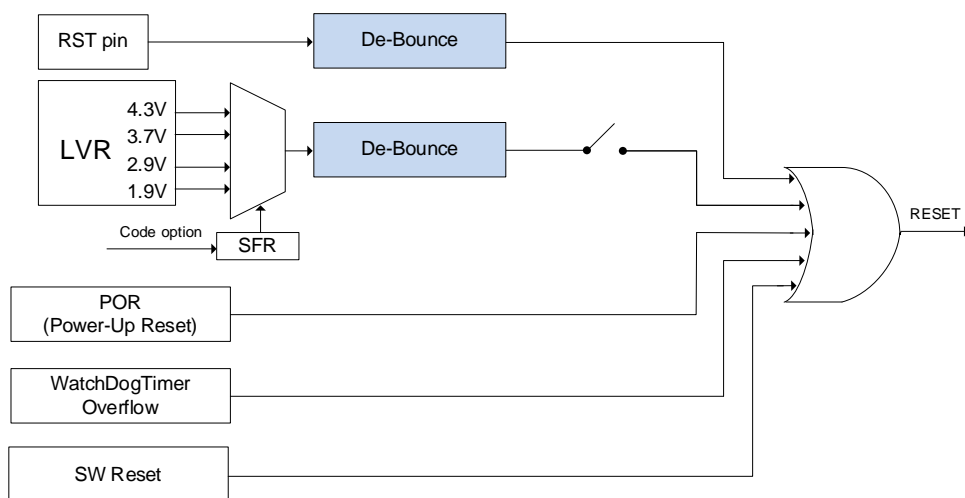 RST pin
De-Bounce
LVR
4.3V
3.7V
2.9V
1.9V
De-Bounce
Code option
SFR
RESET
POR
(Power-Up Reset)
WatchDogTimer
Overflow
SW Reset